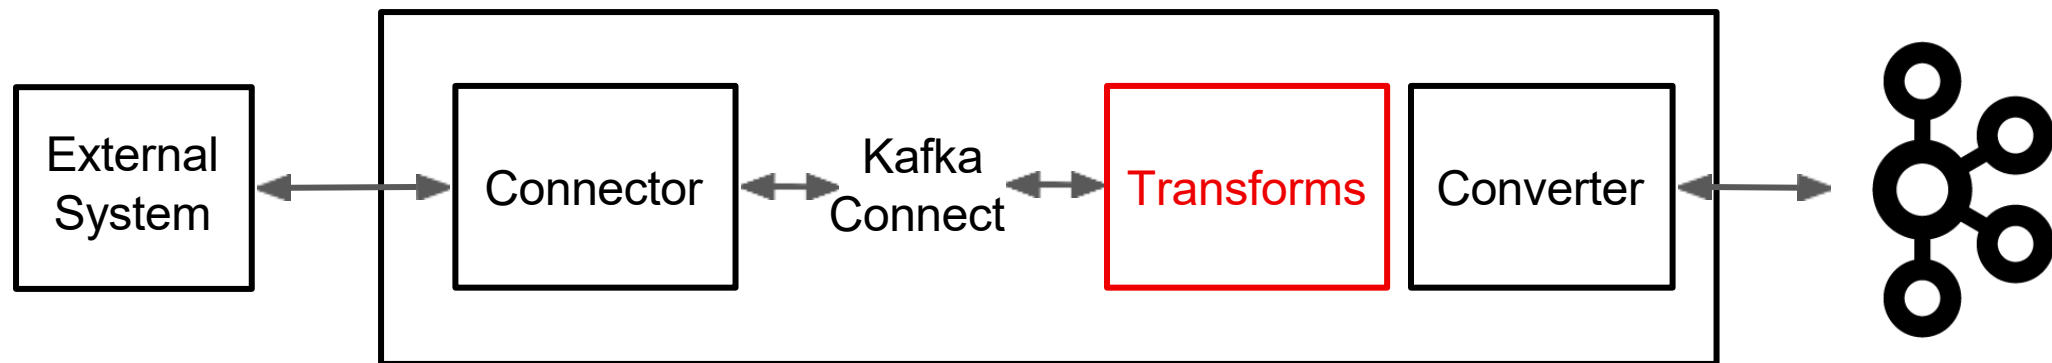 External
System
Connector
Kafka
Connect
Transforms
Converter